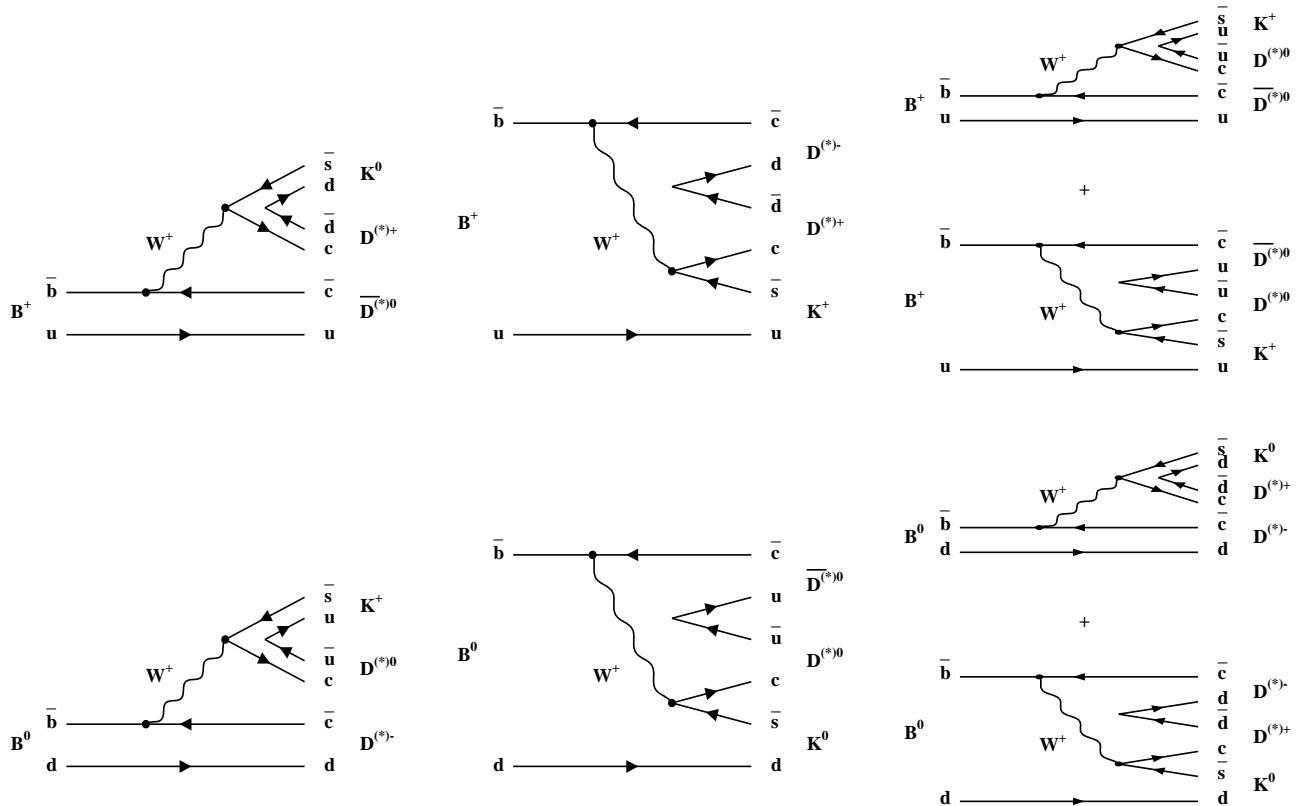 s̅ K⁺
u
W⁺ u̅ D⁽*⁾⁰
c
B⁺ b̅ c̅ D̅⁽*⁾⁰
u u
+
b̅ c̅ D̅⁽*⁾⁰
u
B⁺ u̅ D⁽*⁾⁰
W⁺ c
s̅ K⁺
u u
b̅ c̅
D⁽*⁾⁻
d
B⁺ d̅
D⁽*⁾⁺
W⁺ c
s̅
K⁺
u u
s̅ K⁰
d
d̅
W⁺ D⁽*⁾⁺
c
b̅ c̅
B⁺ D̅⁽*⁾⁰
u u
s̅ K⁰
d
W⁺ d̅ D⁽*⁾⁺
c
B⁰ b̅ c̅ D⁽*⁾⁻
d d
+
b̅ c̅ D⁽*⁾⁻
d
B⁰ d̅ D⁽*⁾⁺
W⁺ c
s̅ K⁰
d d
b̅ c̅
D̅⁽*⁾⁰
u
B⁰ u̅
D⁽*⁾⁰
W⁺ c
s̅
K⁰
d d
s̅ K⁺
u
u̅
W⁺ D⁽*⁾⁰
c
b̅ c̅
B⁰ D⁽*⁾⁻
d d